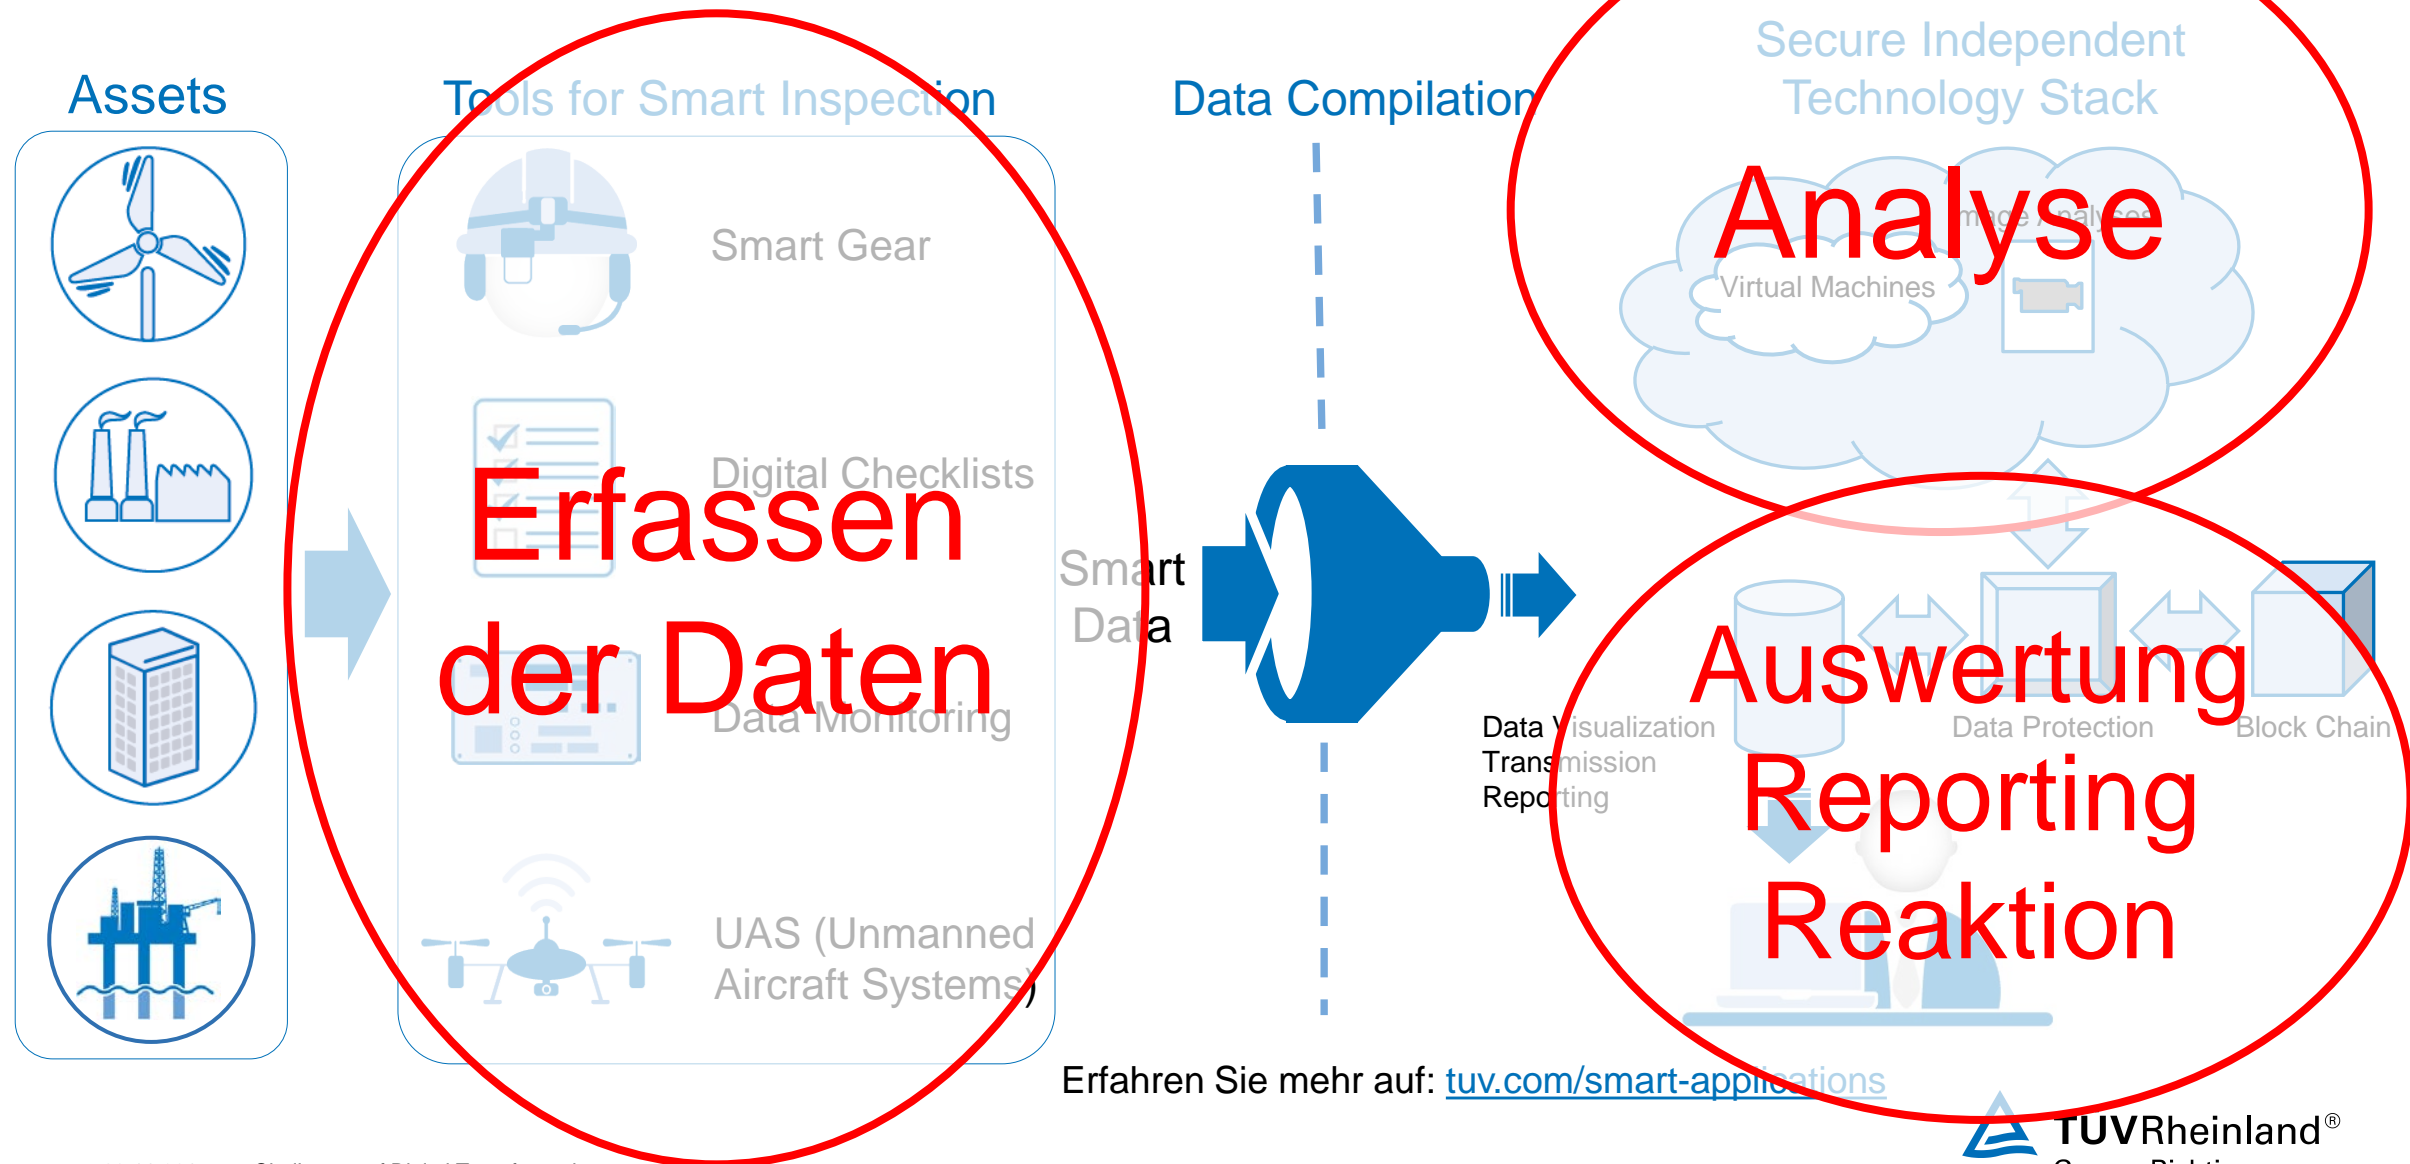 Assets
Tools for Smart Inspection
Data Compilation
Secure Independent
Technology Stack
Smart Gear
Digital Checklists
Data Monitoring
UAS (Unmanned
Aircraft Systems)
Erfassen
der Daten
Smart
Data
Image Analyses
Virtual Machines
Analyse
Data Visualization
Transmission
Reporting
Data Protection
Block Chain
Auswertung
Reporting
Reaktion
Erfahren Sie mehr auf: tuv.com/smart-applications
TÜVRheinland®